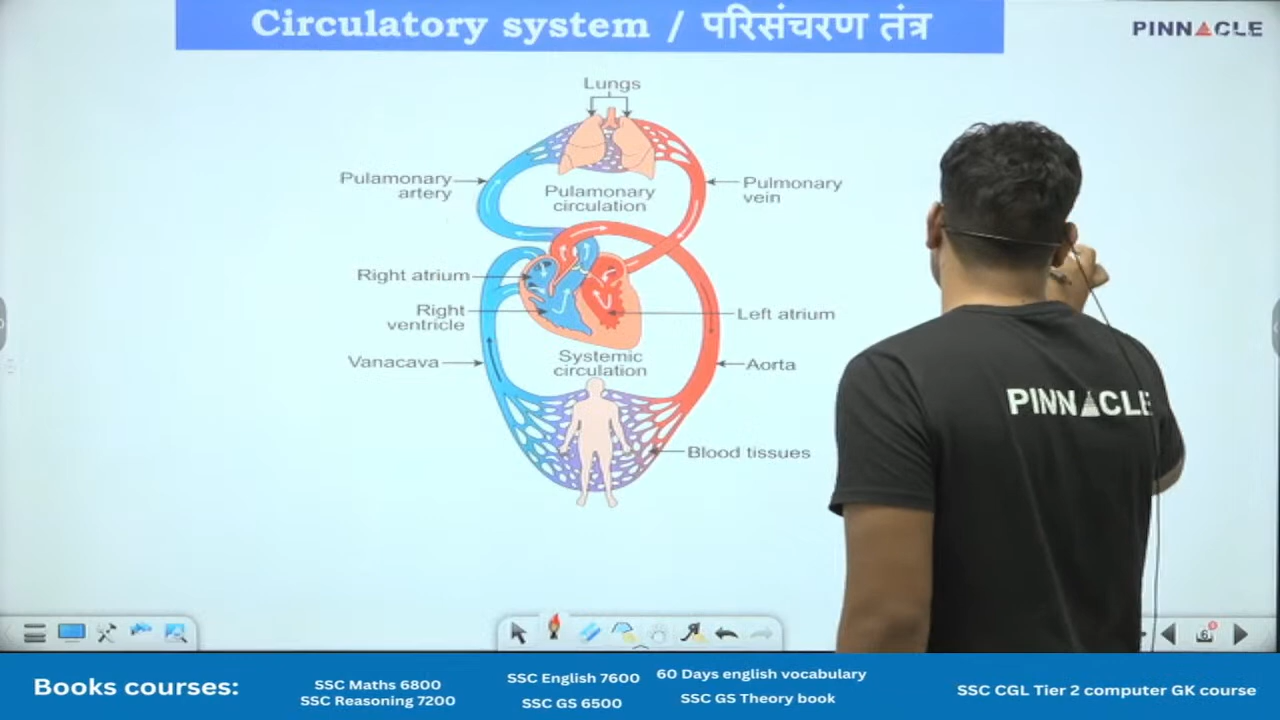 Circulatory system / परिसंचरण तंत्र
PINNACLE
Lungs
Pulamonary
artery
Pulamonary
circulation
Pulmonary
vein
Right atrium
Right
ventricle
Left atrium
Vanacava
Systemic
circulation
Aorta
Blood tissues
PINNACLE
Books courses:
SSC Maths 6800
SSC Reasoning 7200
SSC English 7600
SSC GS 6500
60 Days english vocabulary
SSC GS Theory book
SSC CGL Tier 2 computer GK course